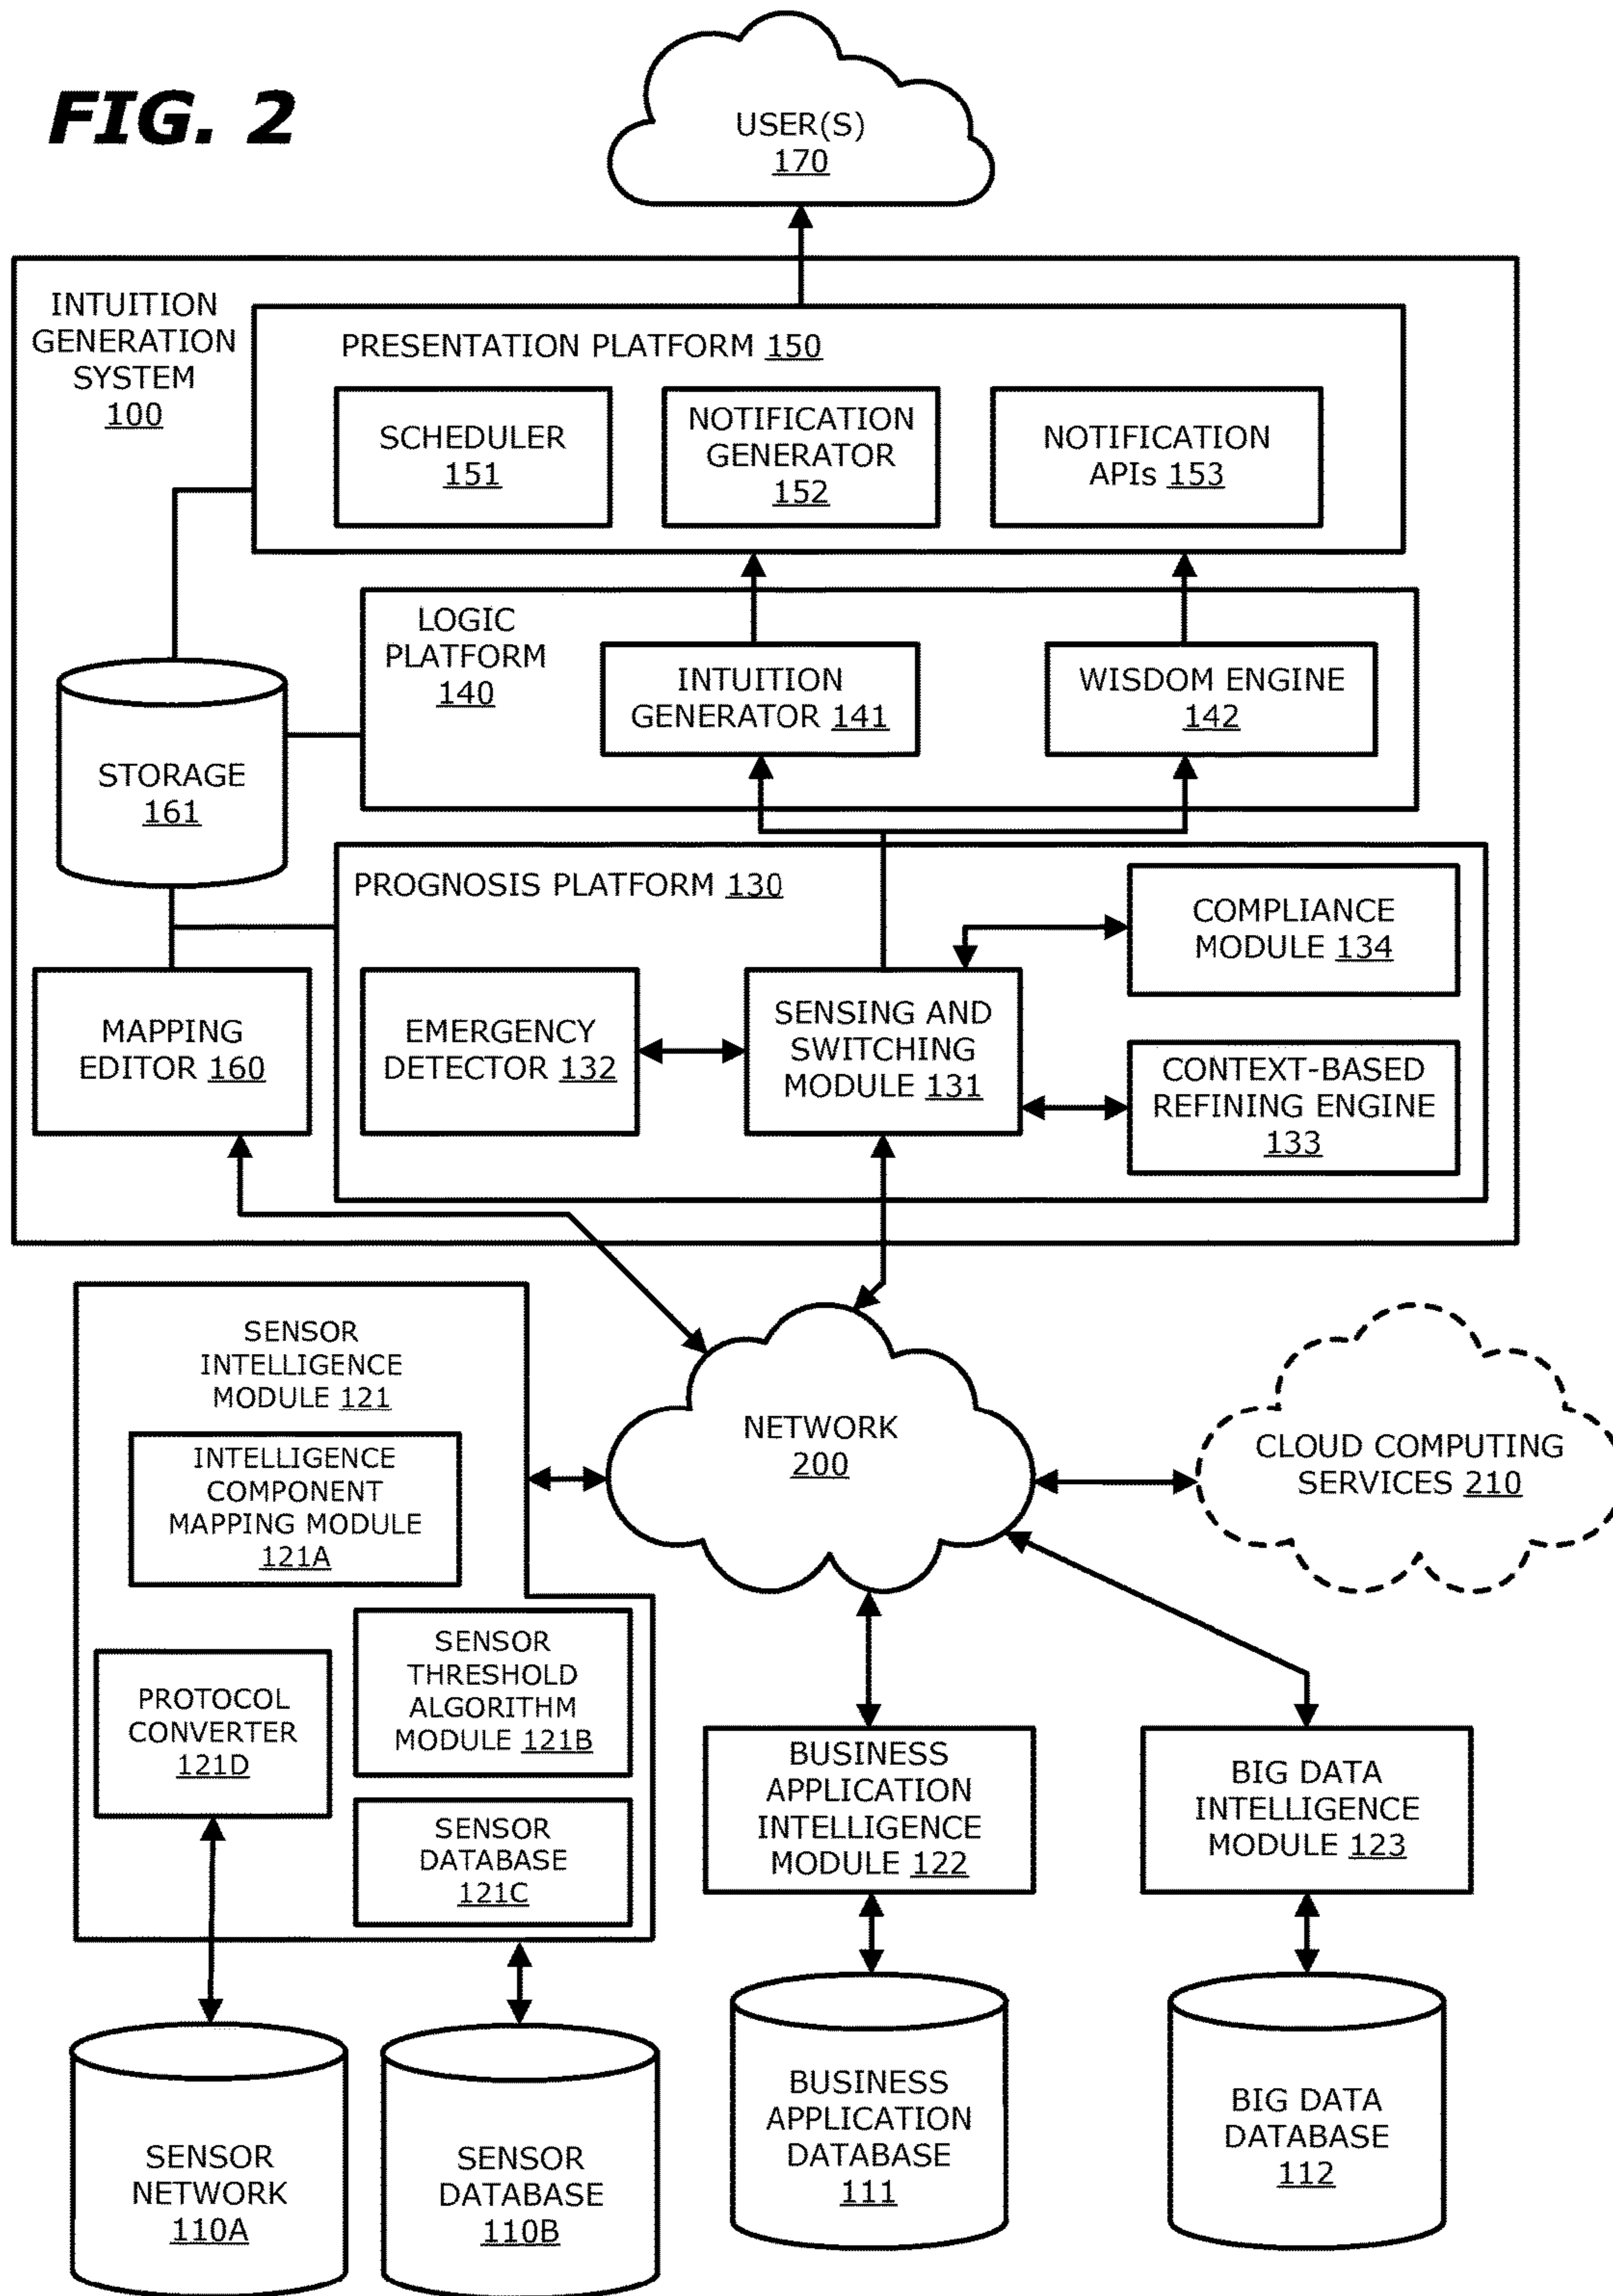 FIG. 2
USER(S)
170
INTUITION
GENERATION
SYSTEM
100
PRESENTATION PLATFORM 150
SCHEDULER
151
NOTIFICATION
GENERATOR
152
NOTIFICATION
APIs 153
LOGIC
PLATFORM
140
INTUITION
GENERATOR 141
WISDOM ENGINE
142
STORAGE
161
PROGNOSIS PLATFORM 130
COMPLIANCE
MODULE 134
MAPPING
EDITOR 160
EMERGENCY
DETECTOR 132
SENSING AND
SWITCHING
MODULE 131
CONTEXT-BASED
REFINING ENGINE
133
SENSOR
INTELLIGENCE
MODULE 121
INTELLIGENCE
COMPONENT
MAPPING MODULE
121A
NETWORK
200
CLOUD COMPUTING
SERVICES 210
PROTOCOL
CONVERTER
121D
SENSOR
THRESHOLD
ALGORITHM
MODULE 121B
SENSOR
DATABASE
121C
BUSINESS
APPLICATION
INTELLIGENCE
MODULE 122
BIG DATA
INTELLIGENCE
MODULE 123
SENSOR
NETWORK
110A
SENSOR
DATABASE
110B
BUSINESS
APPLICATION
DATABASE
111
BIG DATA
DATABASE
112